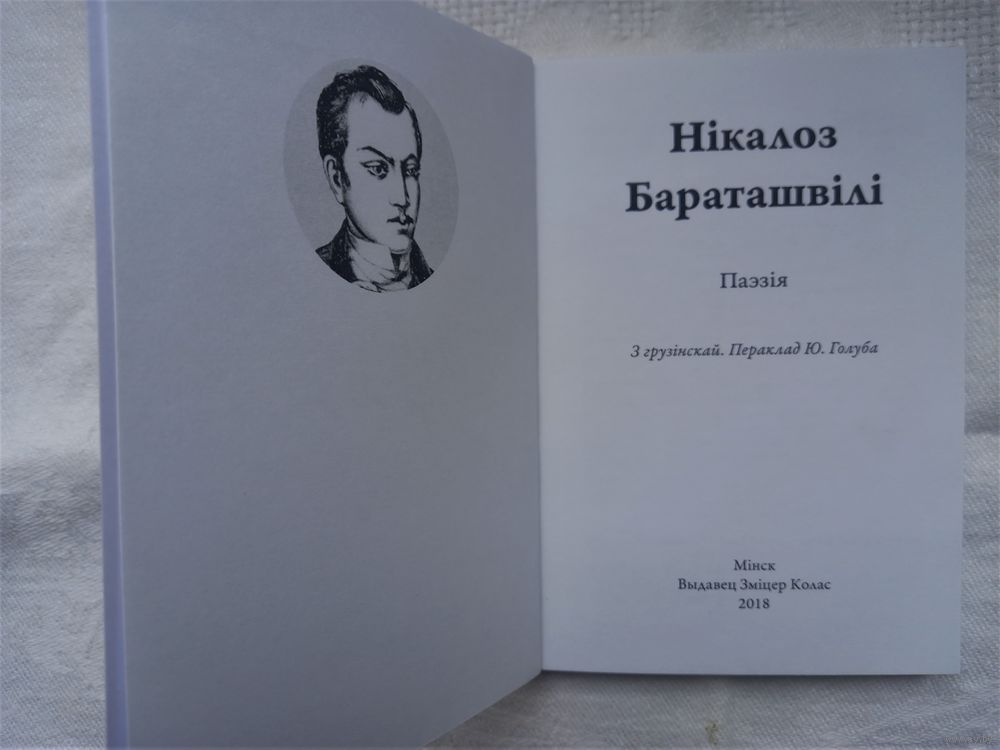 Нікалоз
Бараташвілі
Паэзія
З грузінскай. Пераклад Ю. Голуба
Мінск
Выдавец Зміцер Колас
2018